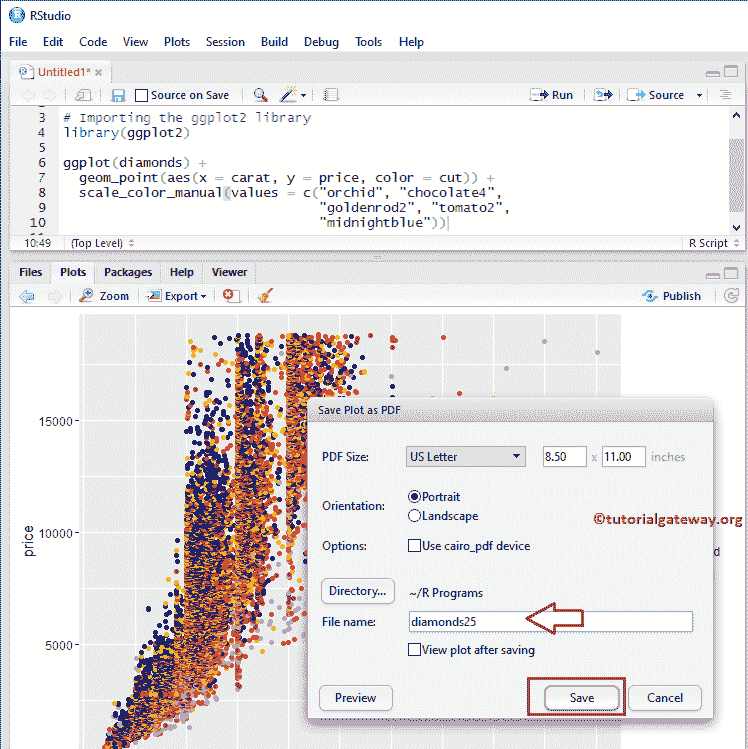 RStudio
File Edit Code View Plots Session Build Debug Tools Help
Untitled1*
Source on Save Run Source
3 # Importing the ggplot2 library
4 library(ggplot2)
5
6 ggplot(diamonds) +
7 geom_point(aes(x = carat, y = price, color = cut)) +
8 scale_color_manual(values = c("orchid", "chocolate4",
9 "goldenrod2", "tomato2",
10 "midnightblue"))
10:49 (Top Level) R Script
Files Plots Packages Help Viewer
Zoom Export Publish
15000
10000
5000
price
Save Plot as PDF
PDF Size: US Letter 8.50 x 11.00 inches
Orientation: Portrait
Landscape
©tutorialgateway.org
Options: Use cairo_pdf device
Directory... ~/R Programs
File name: diamonds25
View plot after saving
Preview Save Cancel